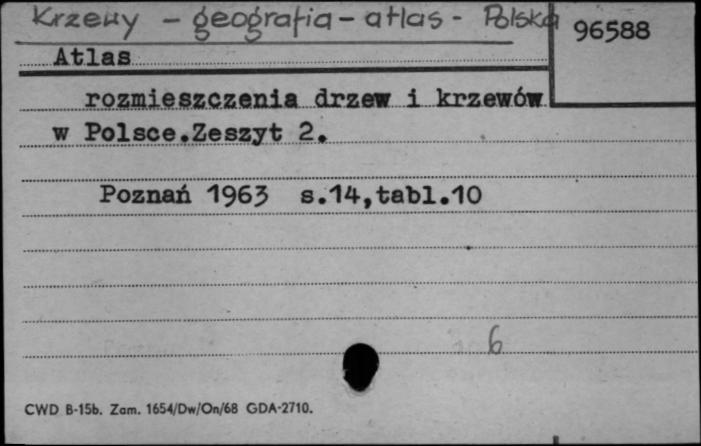 Krzewy - geografia - atlas - Polska
96588
Atlas
rozmieszczenia drzew i krzewów
w Polsce.Zeszyt 2.
Poznań 1963 s.14,tabl.10
6
CWD B-15b. Zam. 1654/Dw/On/68 GDA-2710.